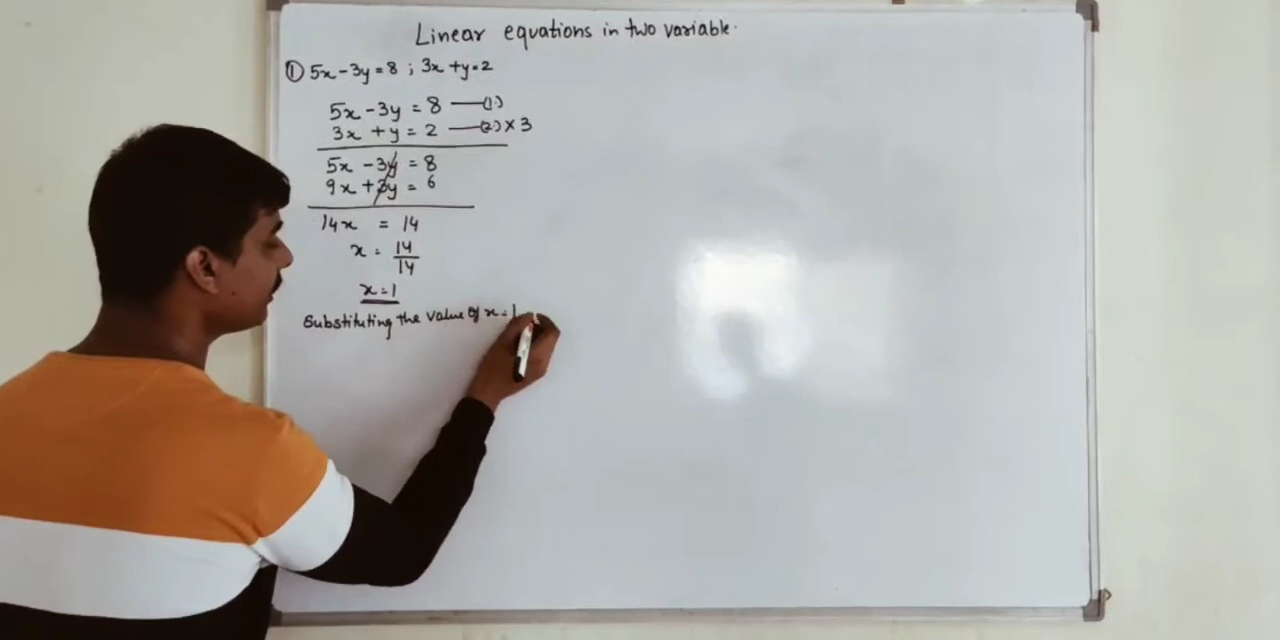 Linear equations in two variable.
① 5x - 3y = 8 ; 3x + y = 2
5x - 3y = 8 —(1)
3x + y = 2 —(2) × 3
5x - 3y = 8
9x + 3y = 6
14x = 14
x = 14/14
x = 1
Substituting the value of x = 1